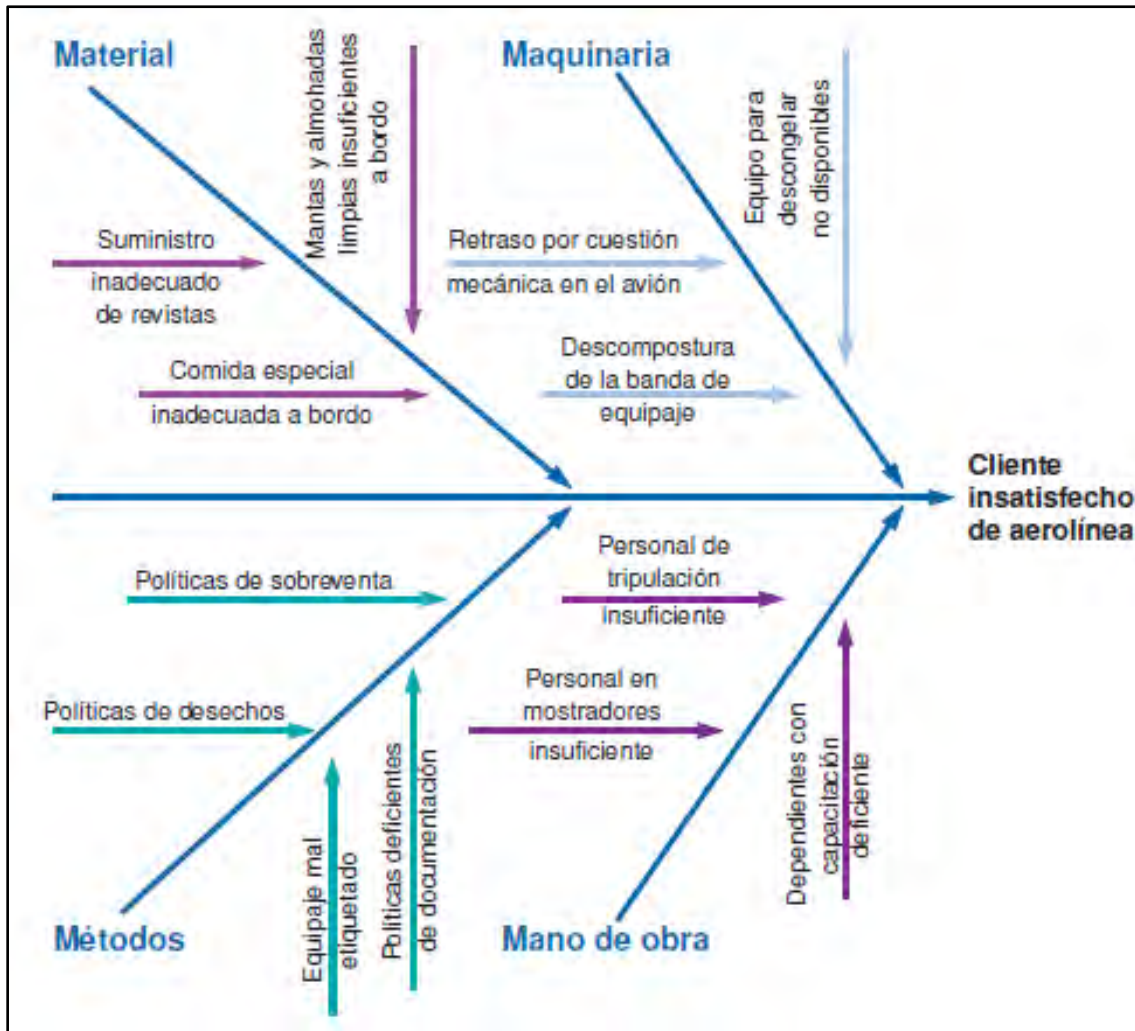 Material
Mantas y almohadas
limpias insuficientes
a bordo
Suministro
inadecuado
de revistas
Comida especial
inadecuada a bordo
Maquinaria
Equipo para
descongelar
no disponibles
Retraso por cuestión
mecánica en el avión
Descompostura
de la banda de
equipaje
Cliente
insatisfecho
de aerolínea
Políticas de sobreventa
Políticas de desechos
Equipaje mal
etiquetado
Políticas deficientes
de documentación
Métodos
Personal de
tripulación
insuficiente
Personal en
mostradores
insuficiente
Dependientes con
capacitación
deficiente
Mano de obra